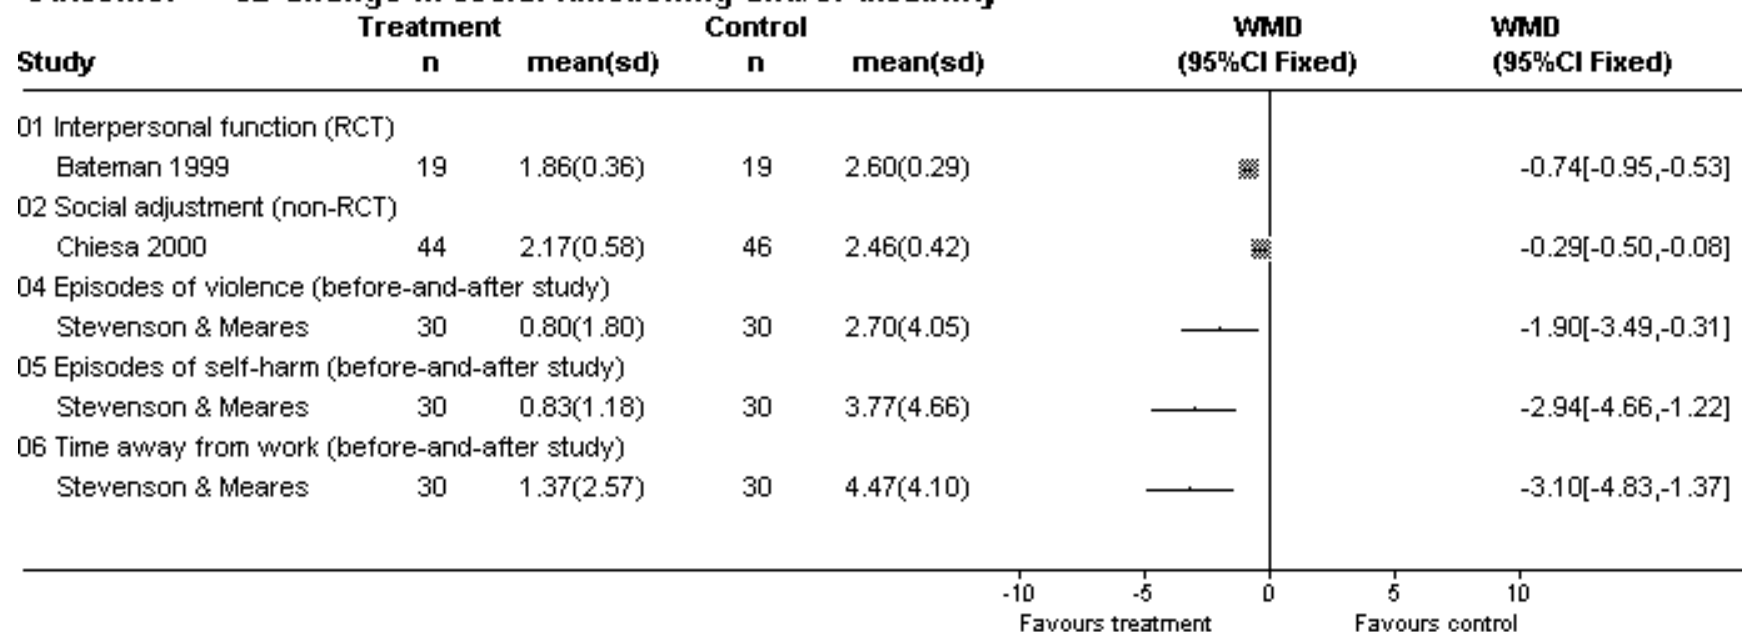 Treatment Control WMD WMD
Study n mean(sd) n mean(sd) (95%CI Fixed) (95%CI Fixed)
01 Interpersonal function (RCT)
Bateman 1999 19 1.86(0.36) 19 2.60(0.29) -0.74[-0.95,-0.53]
02 Social adjustment (non-RCT)
Chiesa 2000 44 2.17(0.58) 46 2.46(0.42) -0.29[-0.50,-0.08]
04 Episodes of violence (before-and-after study)
Stevenson & Meares 30 0.80(1.80) 30 2.70(4.05) -1.90[-3.49,-0.31]
05 Episodes of self-harm (before-and-after study)
Stevenson & Meares 30 0.83(1.18) 30 3.77(4.66) -2.94[-4.66,-1.22]
06 Time away from work (before-and-after study)
Stevenson & Meares 30 1.37(2.57) 30 4.47(4.10) -3.10[-4.83,-1.37]
-10 -5 0 5 10
Favours treatment Favours control